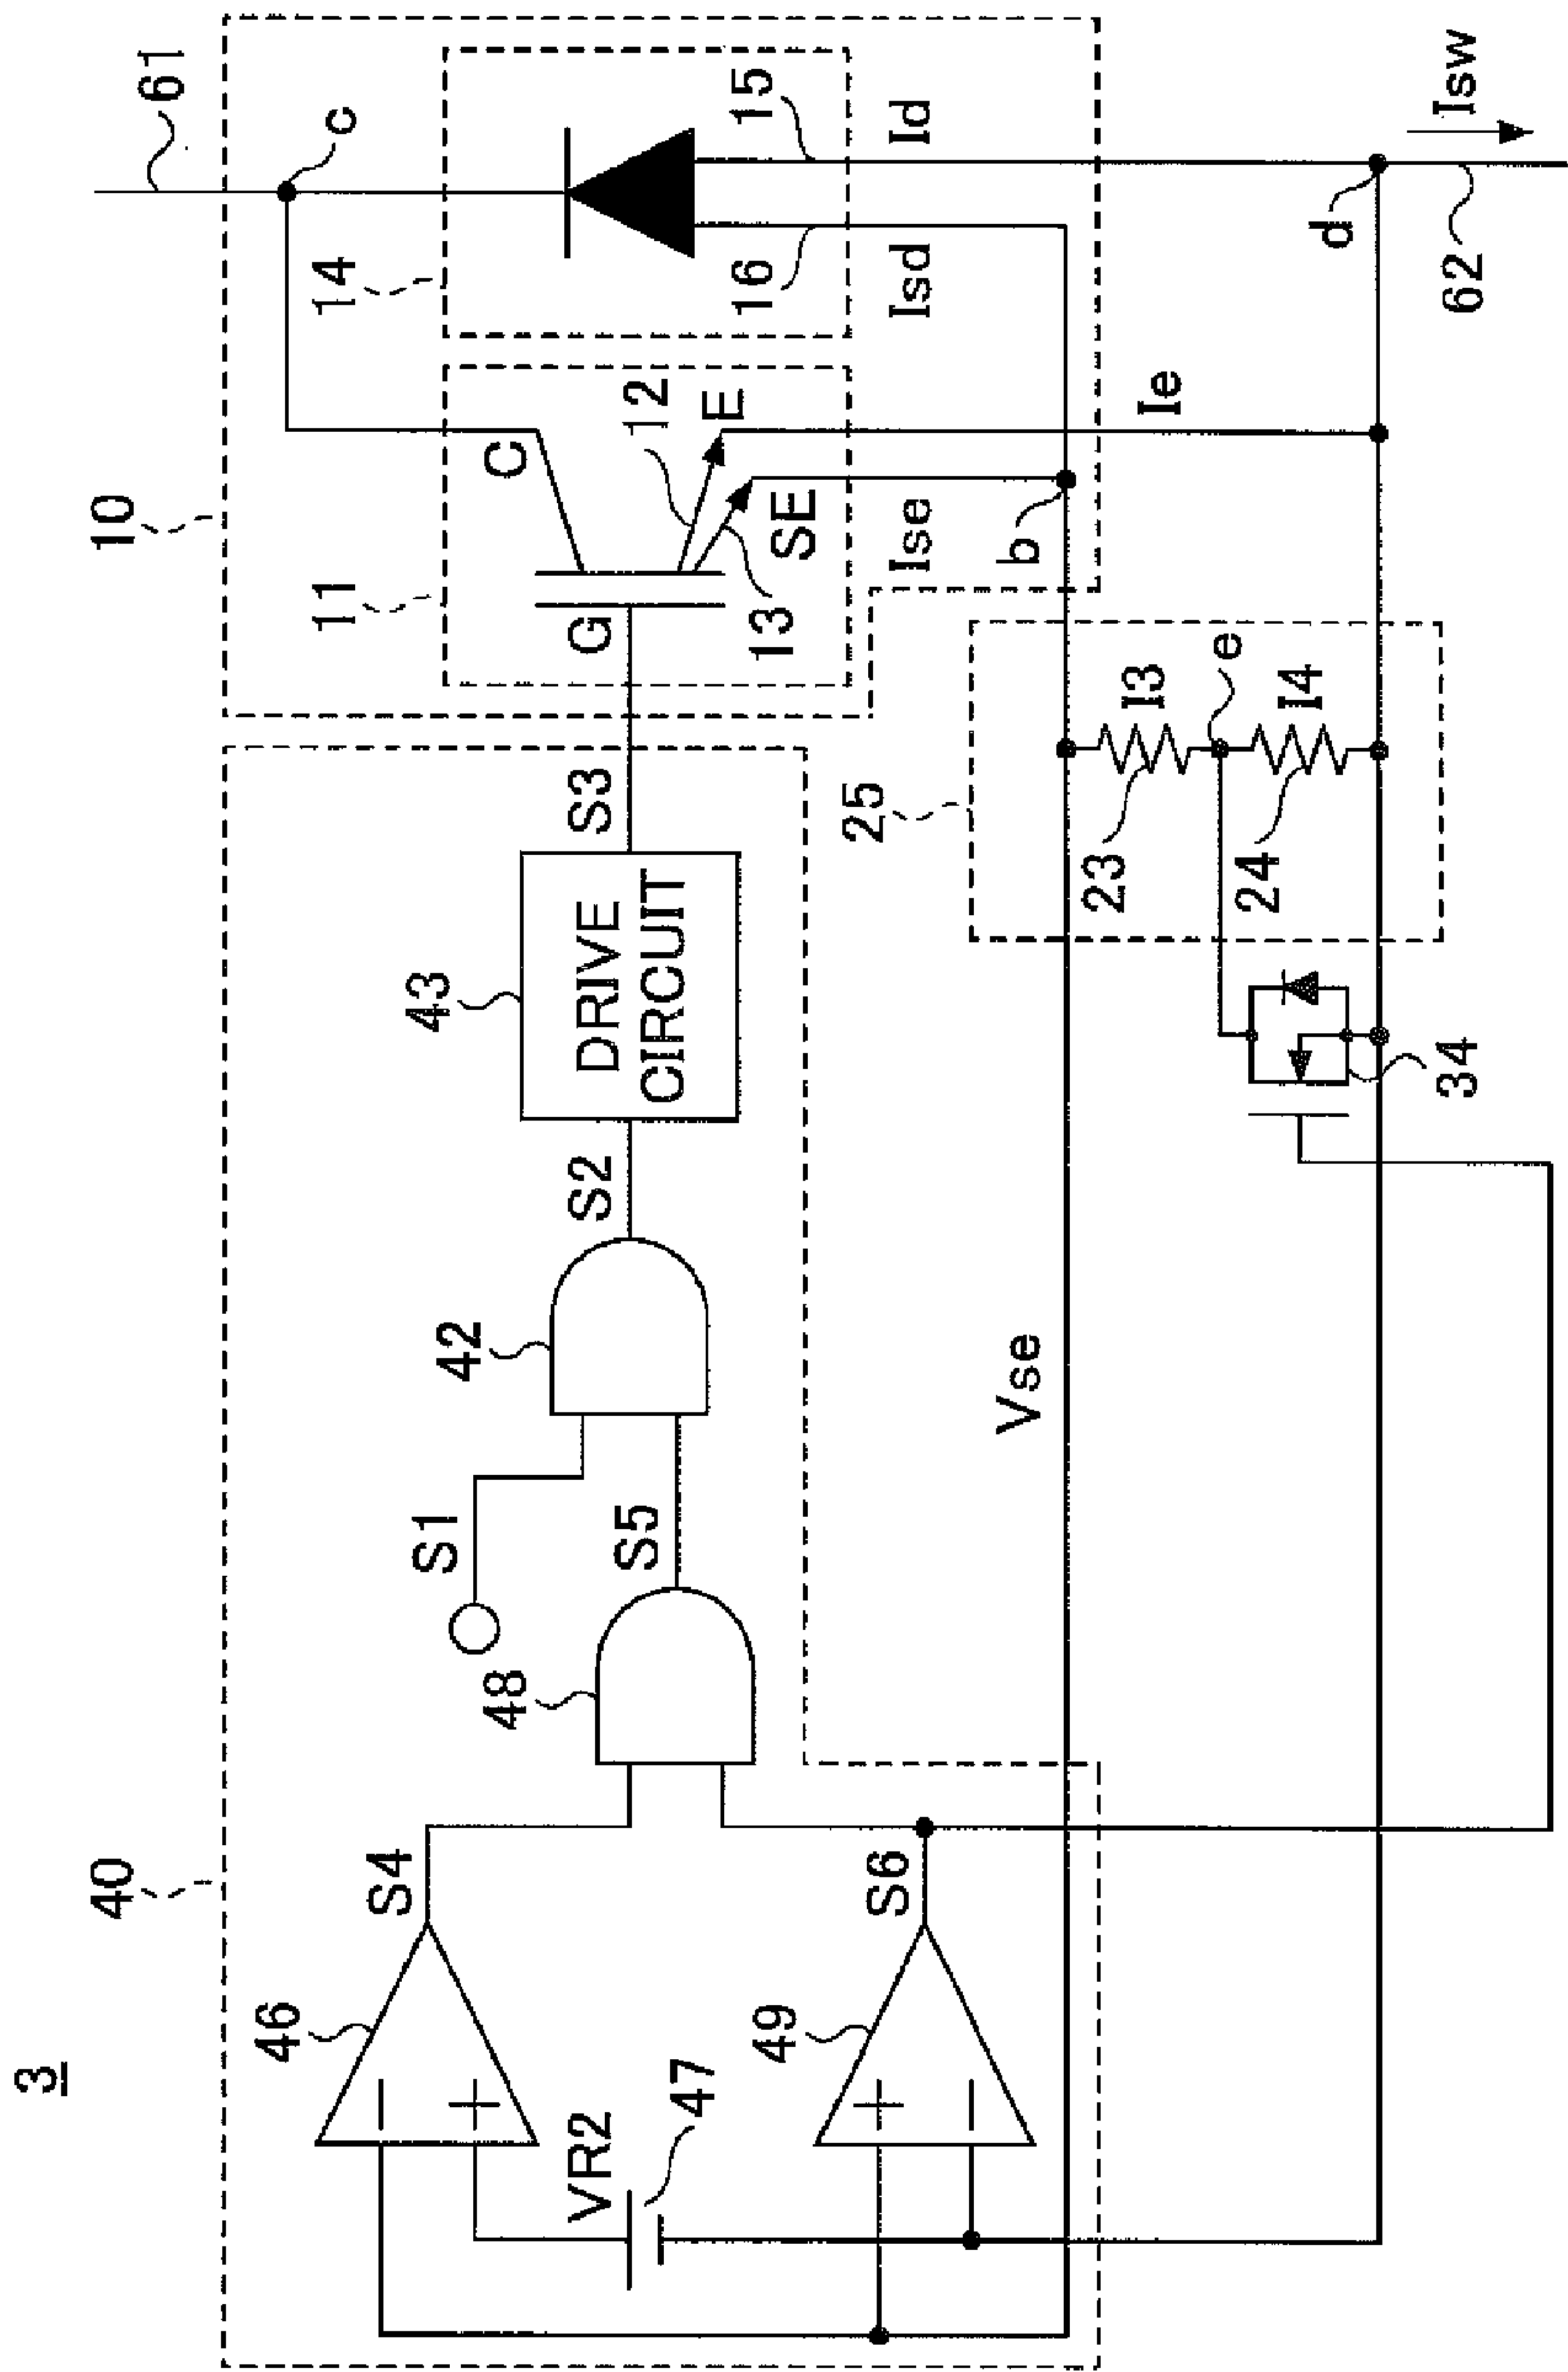 3
40
10
61
c
46
S4
48
S1
42
S2
43
DRIVE
CIRCUIT
S3
11
G
C
12
E
SE
13
14
16
15
VR2
47
49
S6
S5
Ise
Isd
Id
b
Vse
25
23
I3
e
24
I4
34
Ie
d
62
Isw